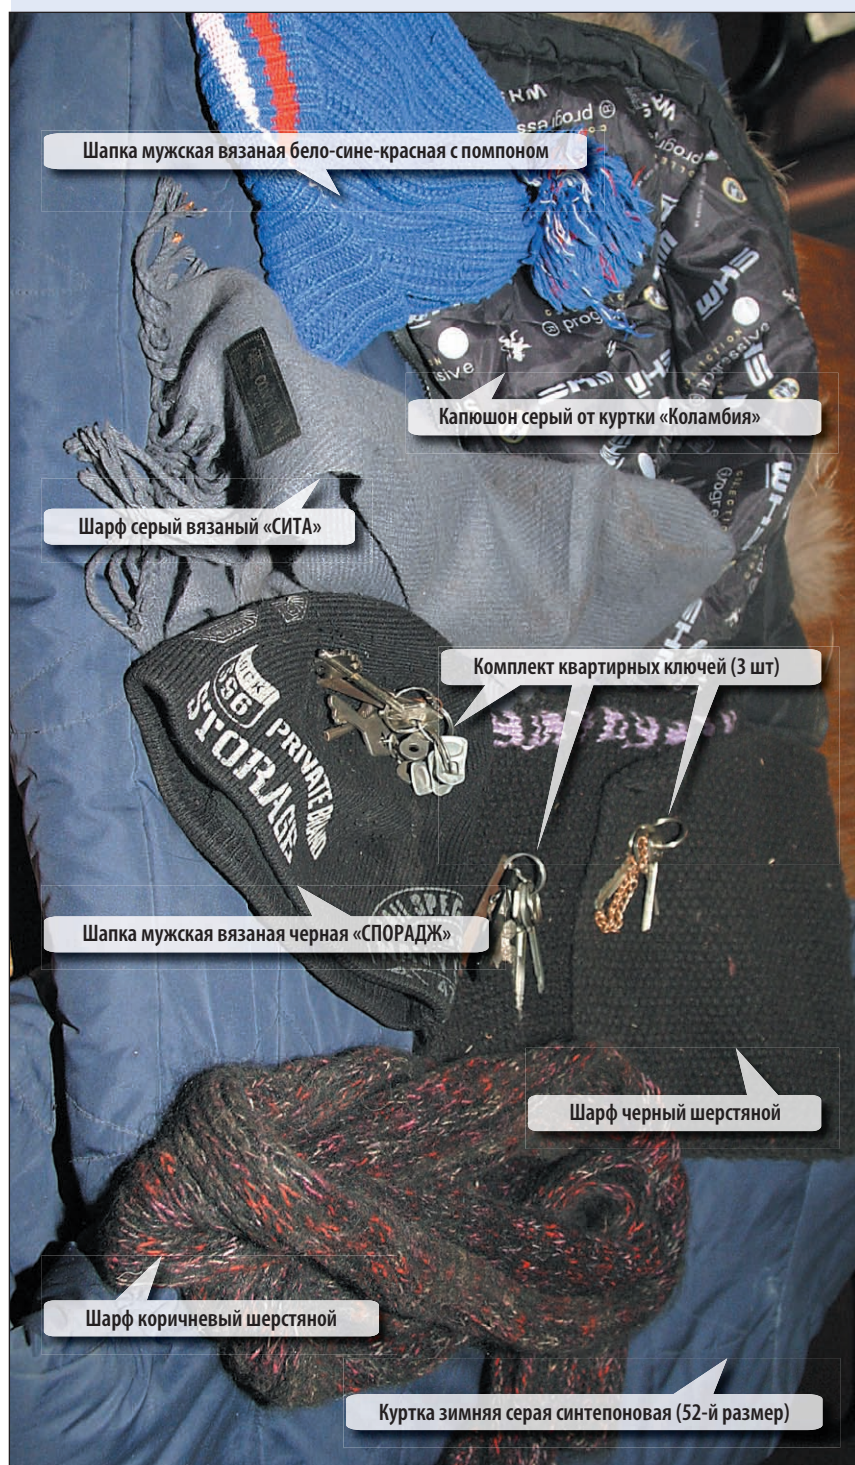 WHS
progress
Шапка мужская вязаная бело-сине-красная с помпоном
Капюшон серый от куртки «Коламбия»
Шарф серый вязаный «СИТА»
Комплект квартирных ключей (3 шт)
PRIVATE BRAND
STORAGE
Шапка мужская вязаная черная «СПОРАДЖ»
Шарф черный шерстяной
Шарф коричневый шерстяной
Куртка зимняя серая синтепоновая (52-й размер)